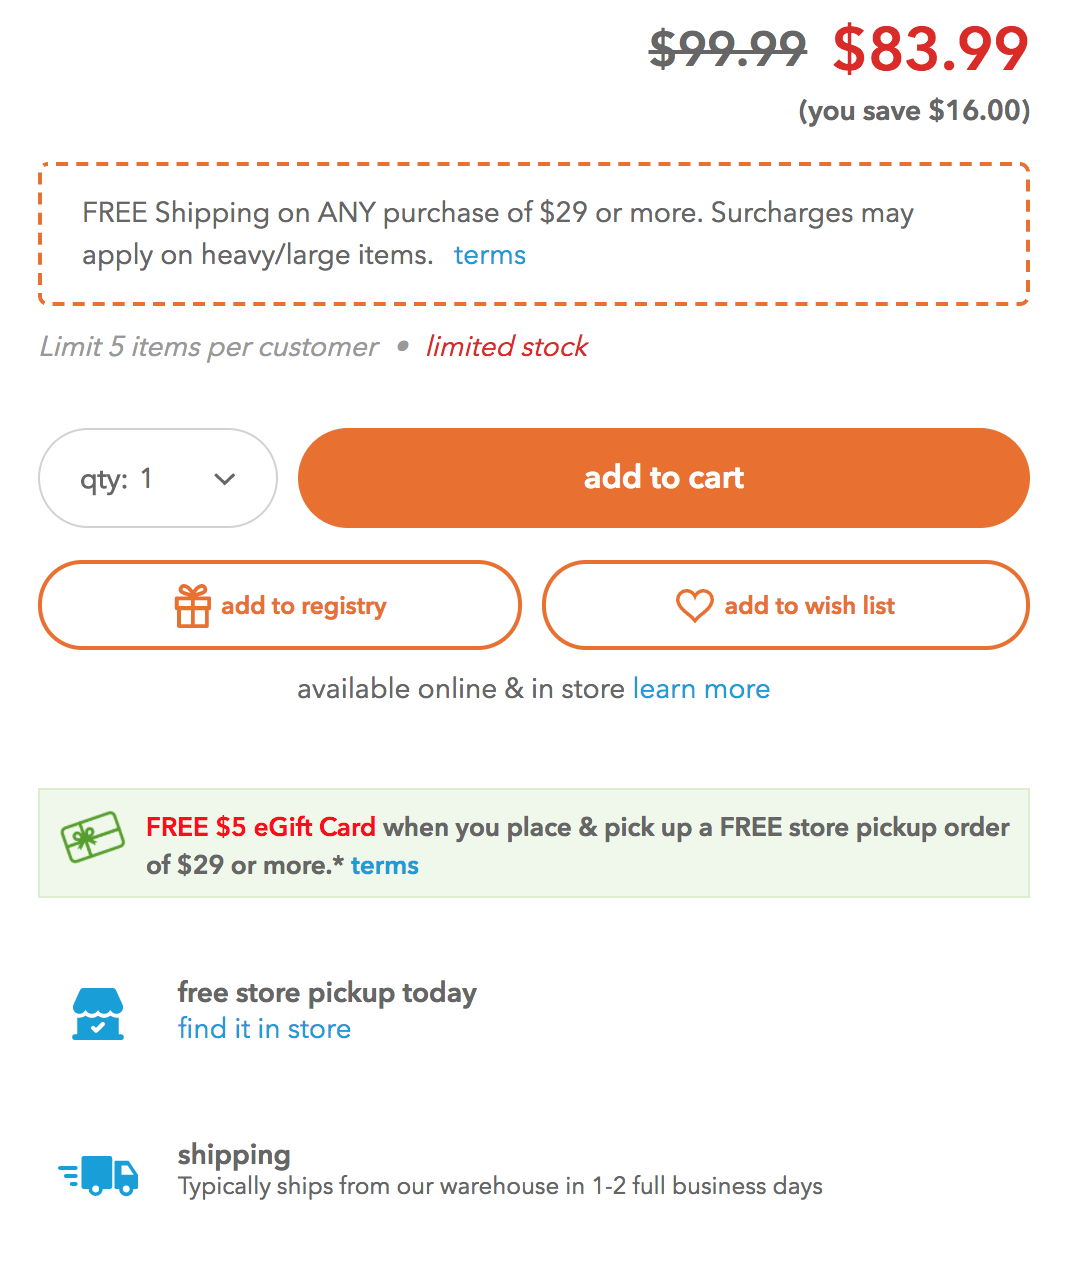 $99.99 $83.99
(you save $16.00)
FREE Shipping on ANY purchase of $29 or more. Surcharges may
apply on heavy/large items. terms
Limit 5 items per customer • limited stock
qty: 1
add to cart
add to registry
add to wish list
available online & in store learn more
FREE $5 eGift Card when you place & pick up a FREE store pickup order
of $29 or more.* terms
free store pickup today
find it in store
shipping
Typically ships from our warehouse in 1-2 full business days